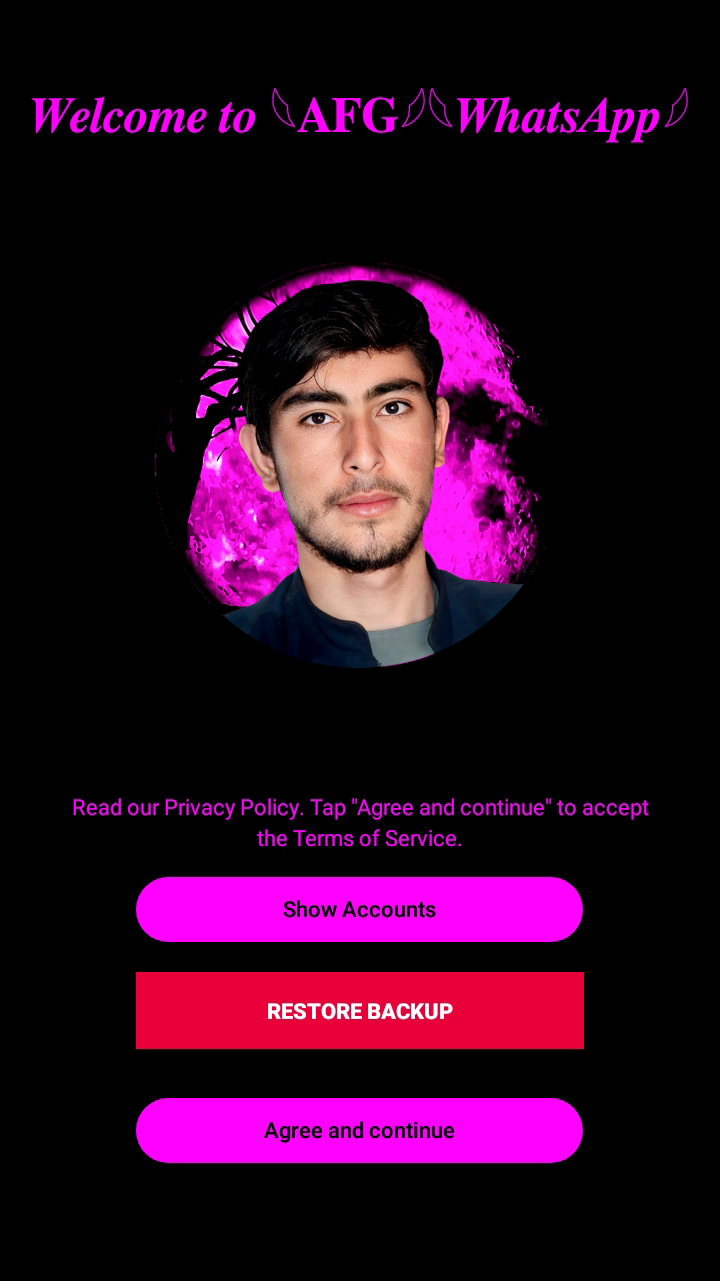 Welcome to AFG WhatsApp
Read our Privacy Policy. Tap "Agree and continue" to accept
the Terms of Service.
Show Accounts
RESTORE BACKUP
Agree and continue